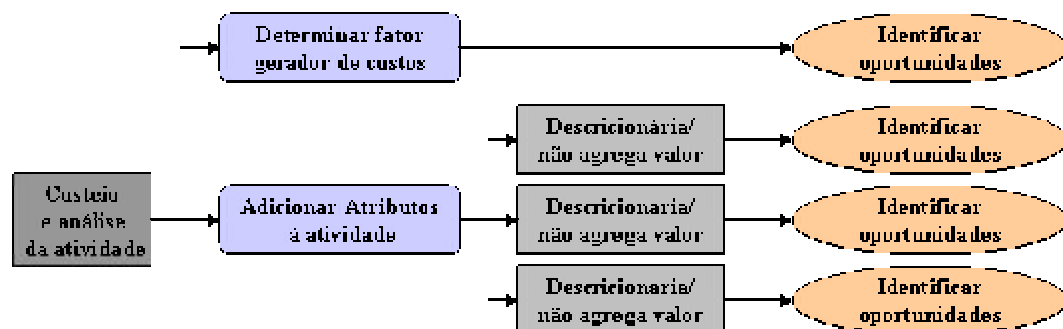 Determinar fator
gerador de custos
Identificar
oportunidades
Descricionária/
não agrega valor
Identificar
oportunidades
Custeio
e análise
da atividade
Adicionar Atributos
à atividade
Descricionária/
não agrega valor
Identificar
oportunidades
Descricionaria/
não agrega valor
Identificar
oportunidades